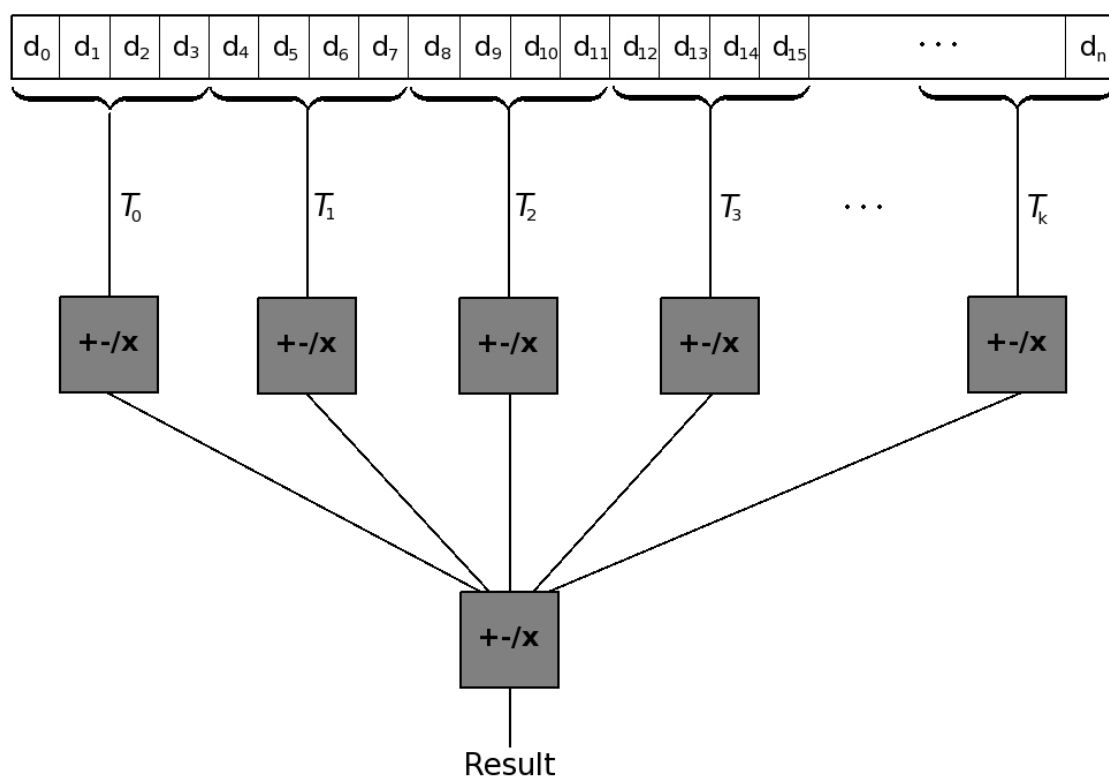 d₀ d₁ d₂ d₃ d₄ d₅ d₆ d₇ d₈ d₉ d₁₀ d₁₁ d₁₂ d₁₃ d₁₄ d₁₅ ... dₙ
T₀ T₁ T₂ T₃ ... Tₖ
+-/x +-/x +-/x +-/x +-/x
+-/x
Result